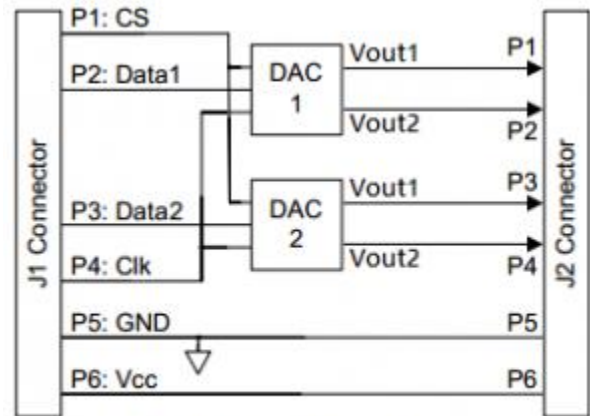 J1 Connector
P1: CS
P2: Data1
P3: Data2
P4: Clk
P5: GND
P6: Vcc
DAC
1
Vout1
Vout2
DAC
2
Vout1
Vout2
P1
P2
P3
P4
P5
P6
J2 Connector